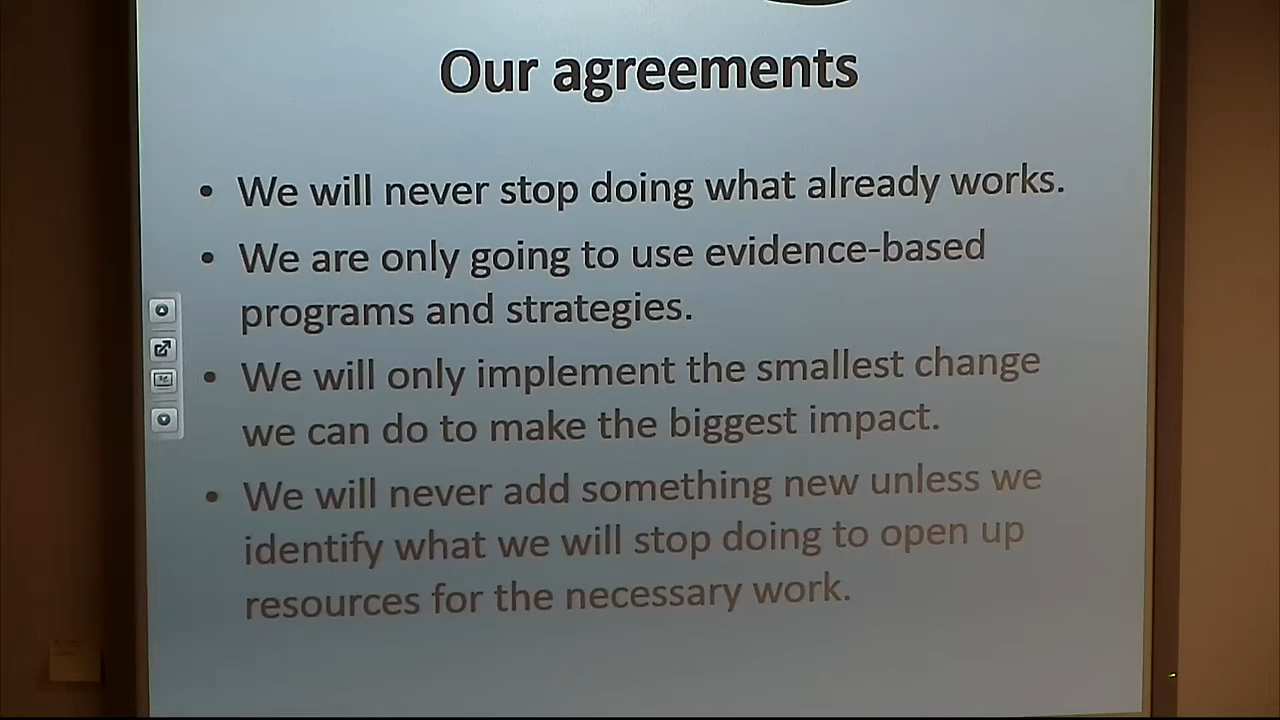 Our agreements
• We will never stop doing what already works.
• We are only going to use evidence-based
programs and strategies.
• We will only implement the smallest change
we can do to make the biggest impact.
• We will never add something new unless we
identify what we will stop doing to open up
resources for the necessary work.